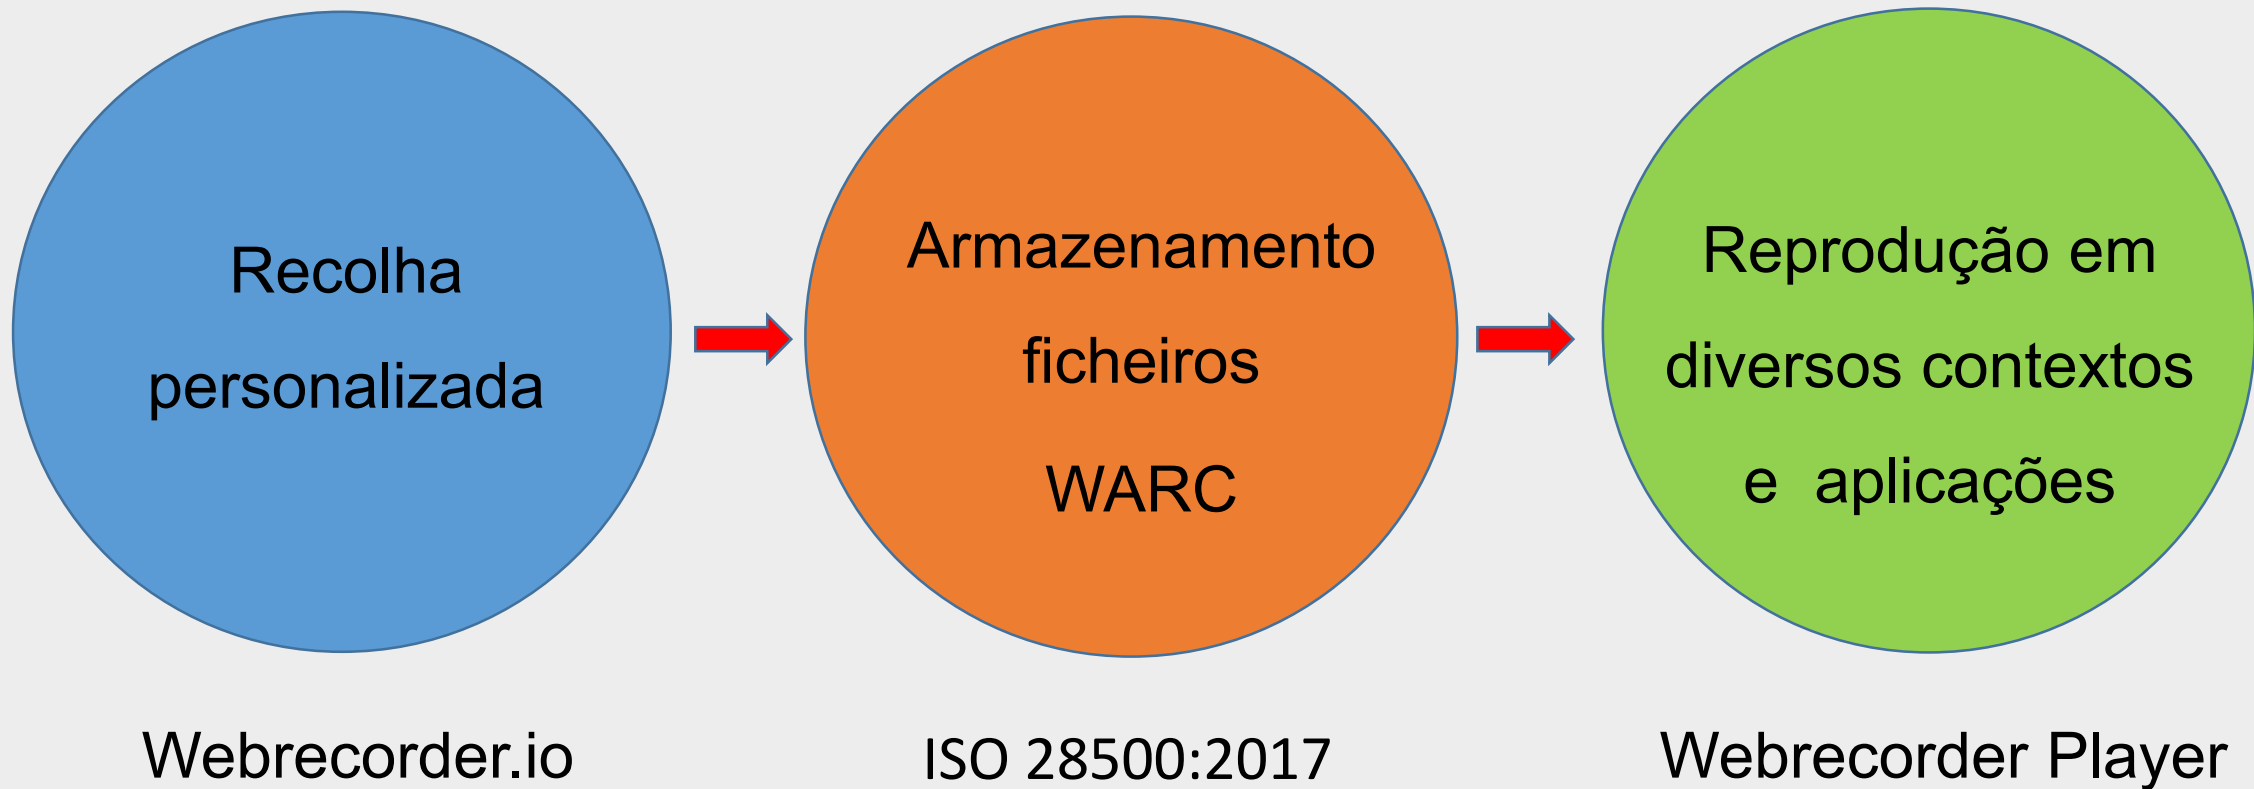 Recolha
personalizada
Armazenamento
ficheiros
WARC
Reprodução em
diversos contextos
e  aplicações
Webrecorder.io
ISO 28500:2017
Webrecorder Player